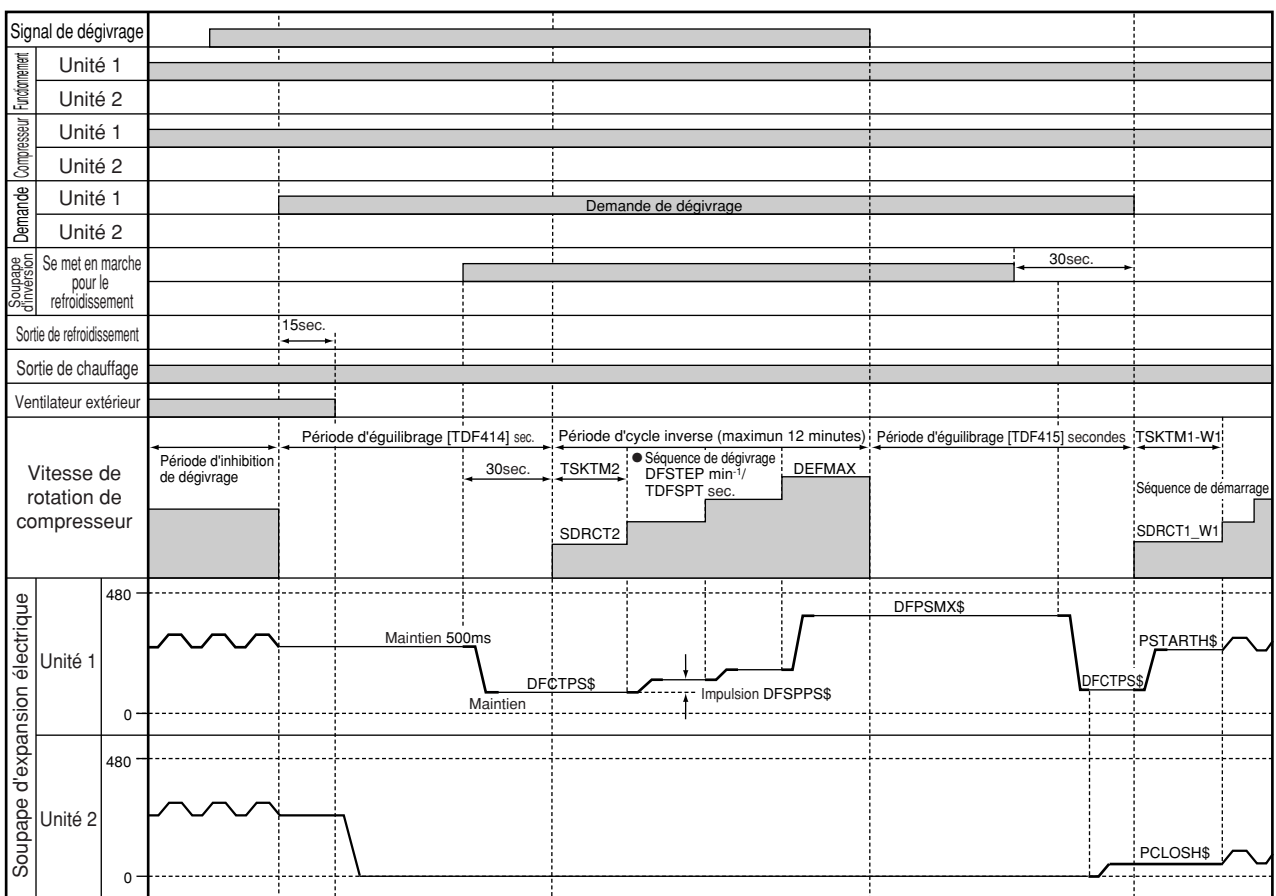 Signal de dégivrage
Fonctionnement
Unité 1
Unité 2
Compresseur
Unité 1
Unité 2
Demande
Unité 1
Demande de dégivrage
Unité 2
Soupape
d'inversion
Se met en marche
pour le
refroidissement
30sec.
Sortie de refroidissement
15sec.
Sortie de chauffage
Ventilateur extérieur
Vitesse de
rotation de
compresseur
Période d'inhibition
de dégivrage
Période d'éguilibrage [TDF414] sec.
30sec.
Période d'cycle inverse (maximun 12 minutes)
TSKTM2
● Séquence de dégivrage
DFSTEP min-1/
TDFSPT sec.
DEFMAX
SDRCT2
Période d'éguilibrage [TDF415] secondes
TSKTM1-W1
Séquence de démarrage
SDRCT1_W1
Soupape d'expansion électrique
Unité 1
480
0
Maintien 500ms
DFCTPS$
Maintien
Impulsion DFSPPS$
DFPSMX$
DFCTPS$
PSTARTH$
Unité 2
480
0
PCLOSH$